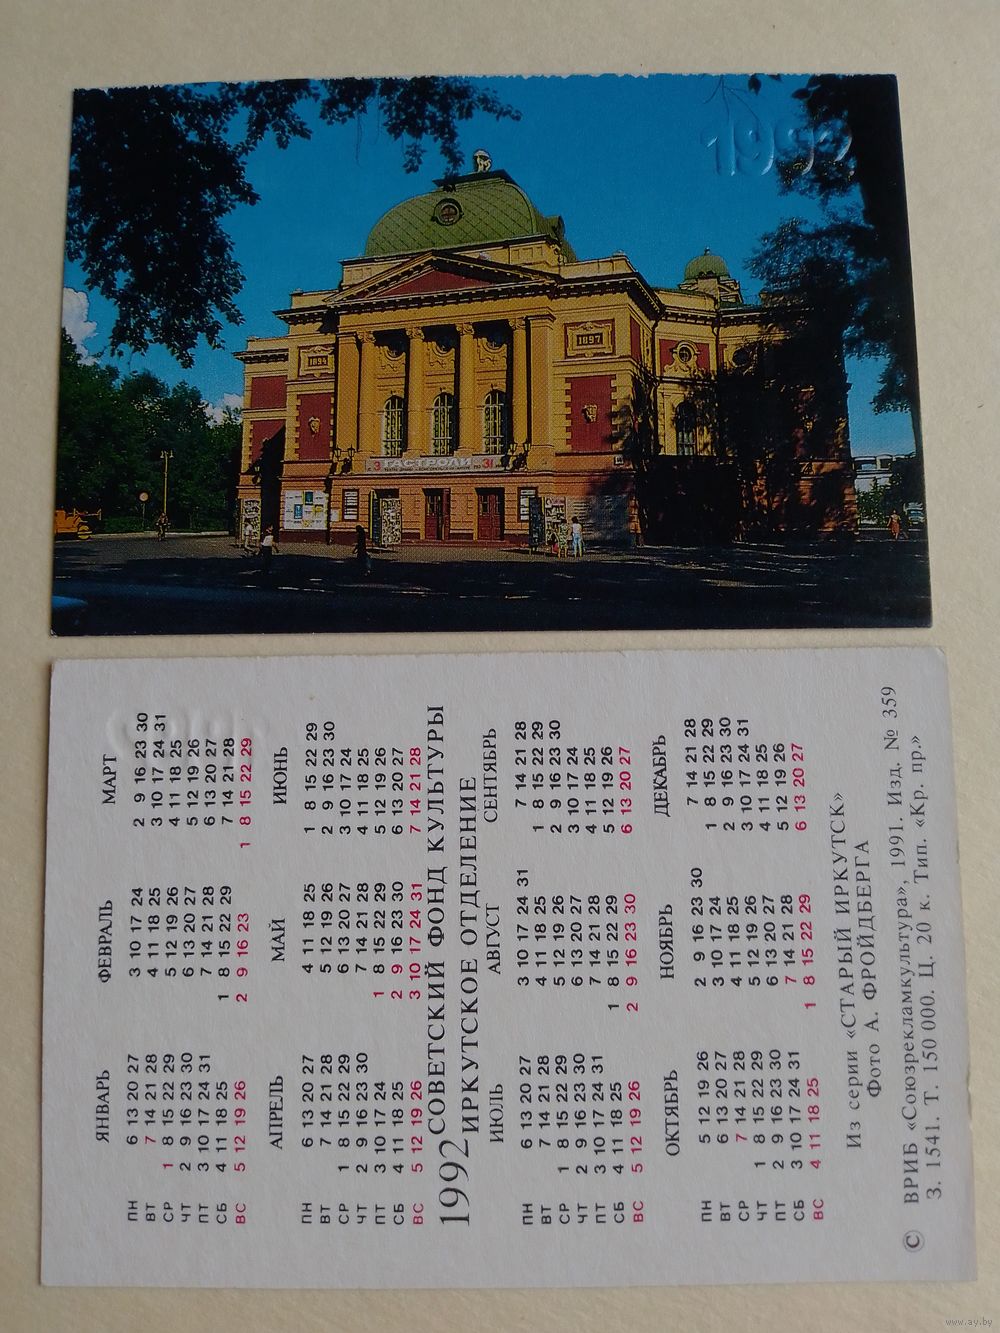 1992
1894
1897
3 ГАСТРОЛИ ПО 31
ЯНВАРЬ ФЕВРАЛЬ МАРТ
ПН 6 13 20 27 3 10 17 24 2 9 16 23 30
ВТ 7 14 21 28 4 11 18 25 3 10 17 24 31
СР 1 8 15 22 29 5 12 19 26 4 11 18 25
ЧТ 2 9 16 23 30 6 13 20 27 5 12 19 26
ПТ 3 10 17 24 31 7 14 21 28 6 13 20 27
СБ 4 11 18 25 1 8 15 22 29 7 14 21 28
ВС 5 12 19 26 2 9 16 23 1 8 15 22 29
АПРЕЛЬ МАЙ ИЮНЬ
ПН 6 13 20 27 4 11 18 25 1 8 15 22 29
ВТ 7 14 21 28 5 12 19 26 2 9 16 23 30
СР 1 8 15 22 29 6 13 20 27 3 10 17 24
ЧТ 2 9 16 23 30 7 14 21 28 4 11 18 25
ПТ 3 10 17 24 1 8 15 22 29 5 12 19 26
СБ 4 11 18 25 2 9 16 23 30 6 13 20 27
ВС 5 12 19 26 3 10 17 24 31 7 14 21 28
1992 СОВЕТСКИЙ ФОНД КУЛЬТУРЫ
ИРКУТСКОЕ ОТДЕЛЕНИЕ
ИЮЛЬ АВГУСТ СЕНТЯБРЬ
ПН 6 13 20 27 3 10 17 24 31 7 14 21 28
ВТ 7 14 21 28 4 11 18 25 1 8 15 22 29
СР 1 8 15 22 29 5 12 19 26 2 9 16 23 30
ЧТ 2 9 16 23 30 6 13 20 27 3 10 17 24
ПТ 3 10 17 24 31 7 14 21 28 4 11 18 25
СБ 4 11 18 25 1 8 15 22 29 5 12 19 26
ВС 5 12 19 26 2 9 16 23 30 6 13 20 27
ОКТЯБРЬ НОЯБРЬ ДЕКАБРЬ
ПН 5 12 19 26 2 9 16 23 30 7 14 21 28
ВТ 6 13 20 27 3 10 17 24 1 8 15 22 29
СР 7 14 21 28 4 11 18 25 2 9 16 23 30
ЧТ 1 8 15 22 29 5 12 19 26 3 10 17 24 31
ПТ 2 9 16 23 30 6 13 20 27 4 11 18 25
СБ 3 10 17 24 31 7 14 21 28 5 12 19 26
ВС 4 11 18 25 1 8 15 22 29 6 13 20 27
Из серии «СТАРЫЙ ИРКУТСК»
Фото А. ФРОЙДБЕРГА
© ВРИБ «Союзрекламкультура», 1991. Изд. № 359
З. 1541. Т. 150 000. Ц. 20 к. Тип. «Кр. пр.»
www.ay.by